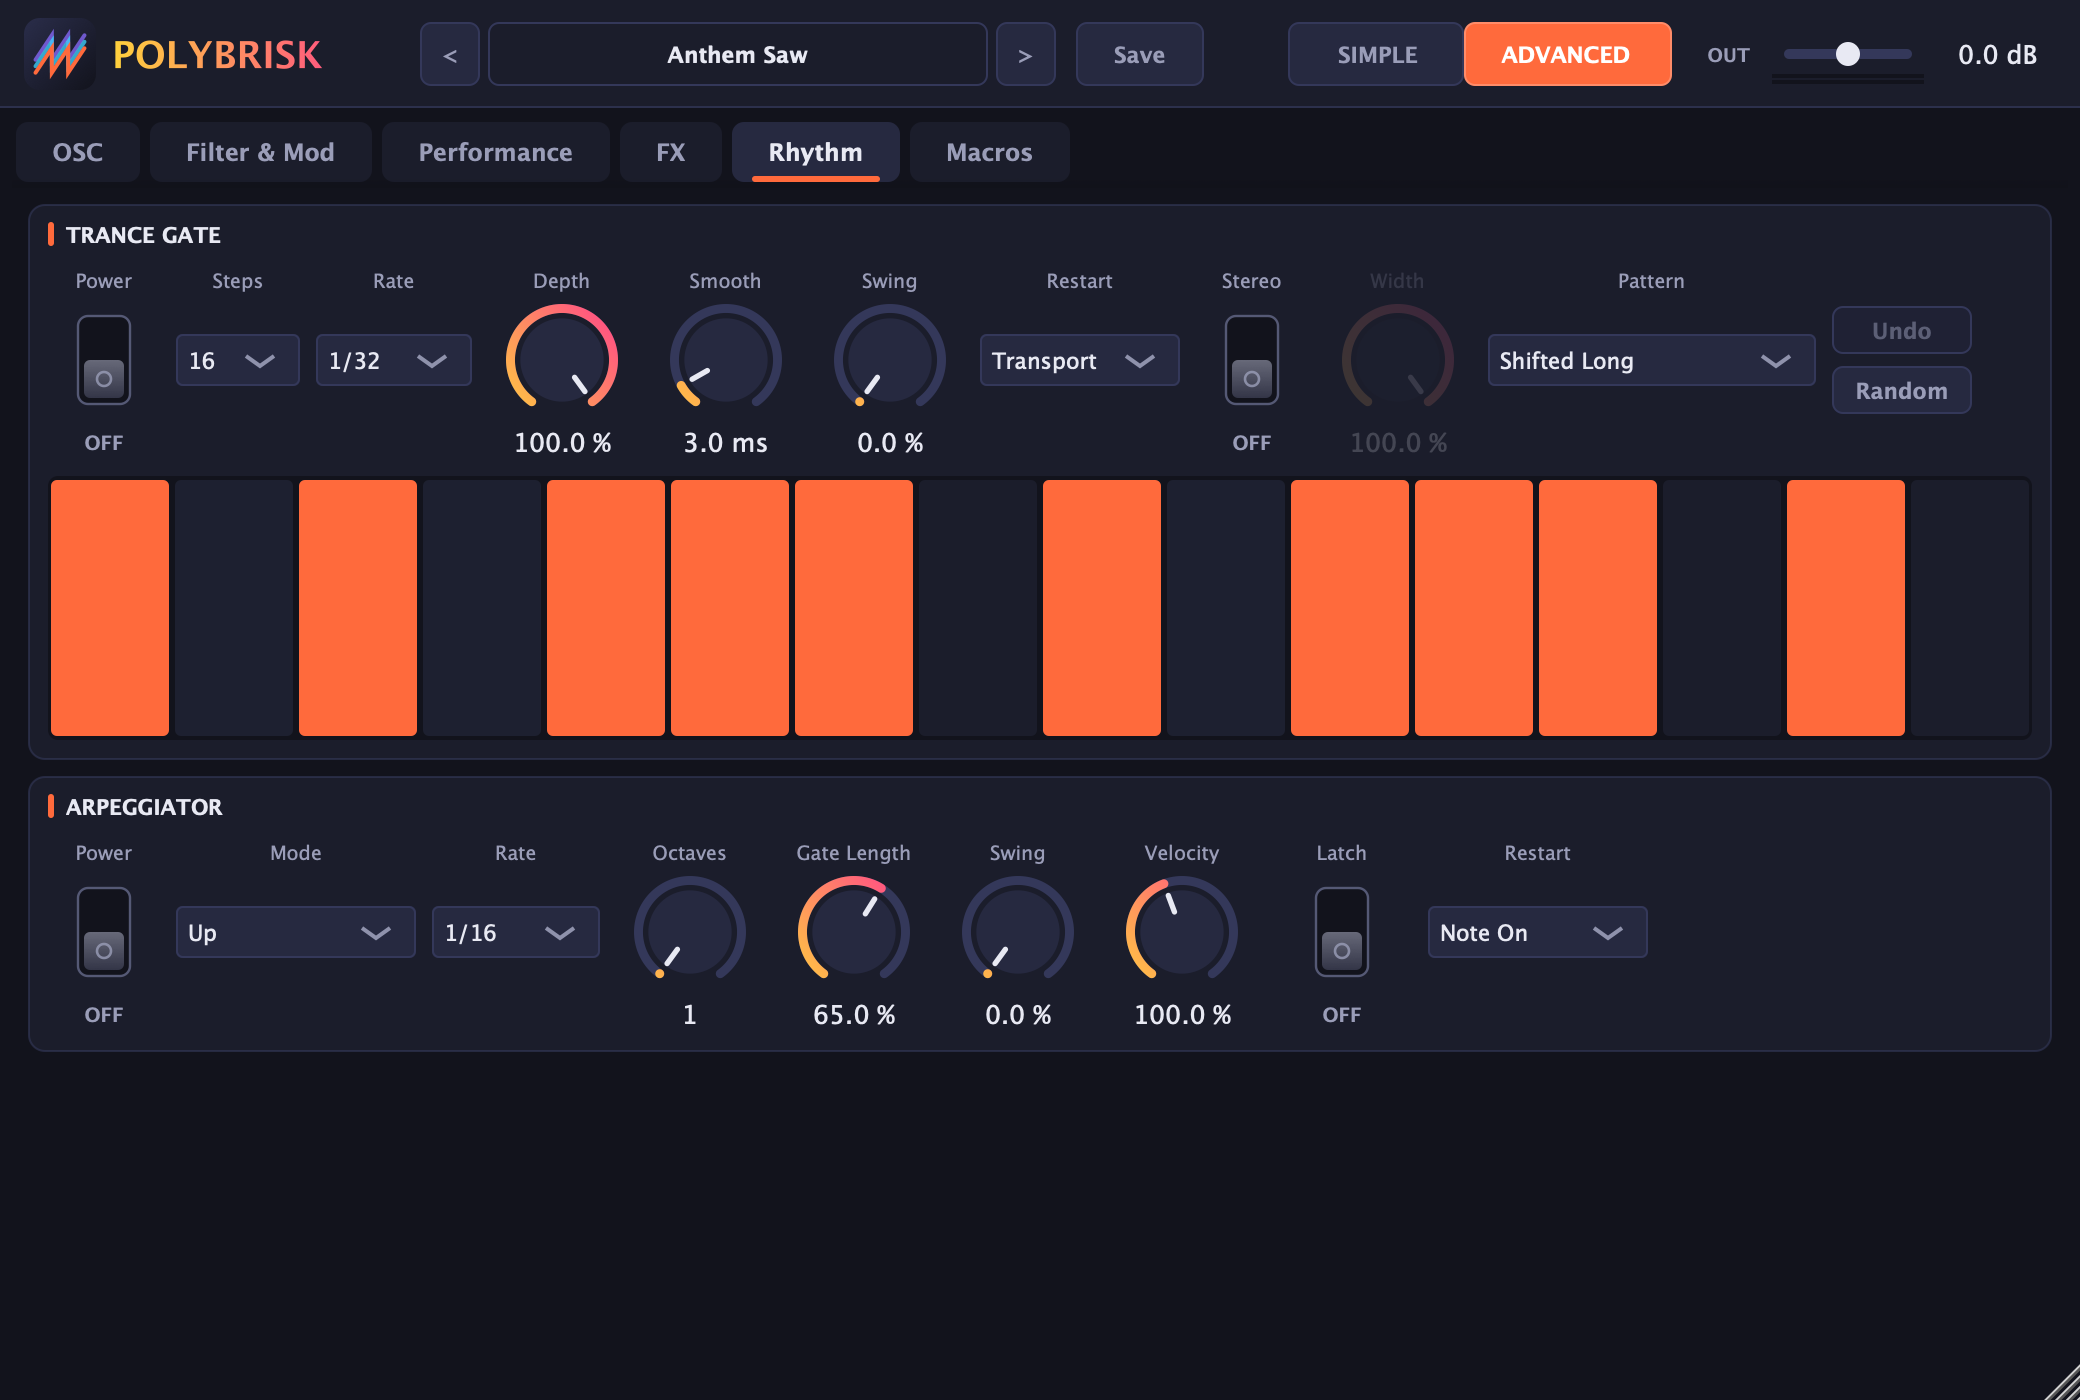 POLYBRISK
<
Anthem Saw
>
Save
SIMPLE
ADVANCED
OUT
0.0 dB
OSC
Filter & Mod
Performance
FX
Rhythm
Macros
TRANCE GATE
Power
Steps
Rate
Depth
Smooth
Swing
Restart
Stereo
Width
Pattern
16
1/32
Transport
Shifted Long
Undo
Random
OFF
100.0 %
3.0 ms
0.0 %
OFF
100.0 %
ARPEGGIATOR
Power
Mode
Rate
Octaves
Gate Length
Swing
Velocity
Latch
Restart
Up
1/16
Note On
OFF
1
65.0 %
0.0 %
100.0 %
OFF